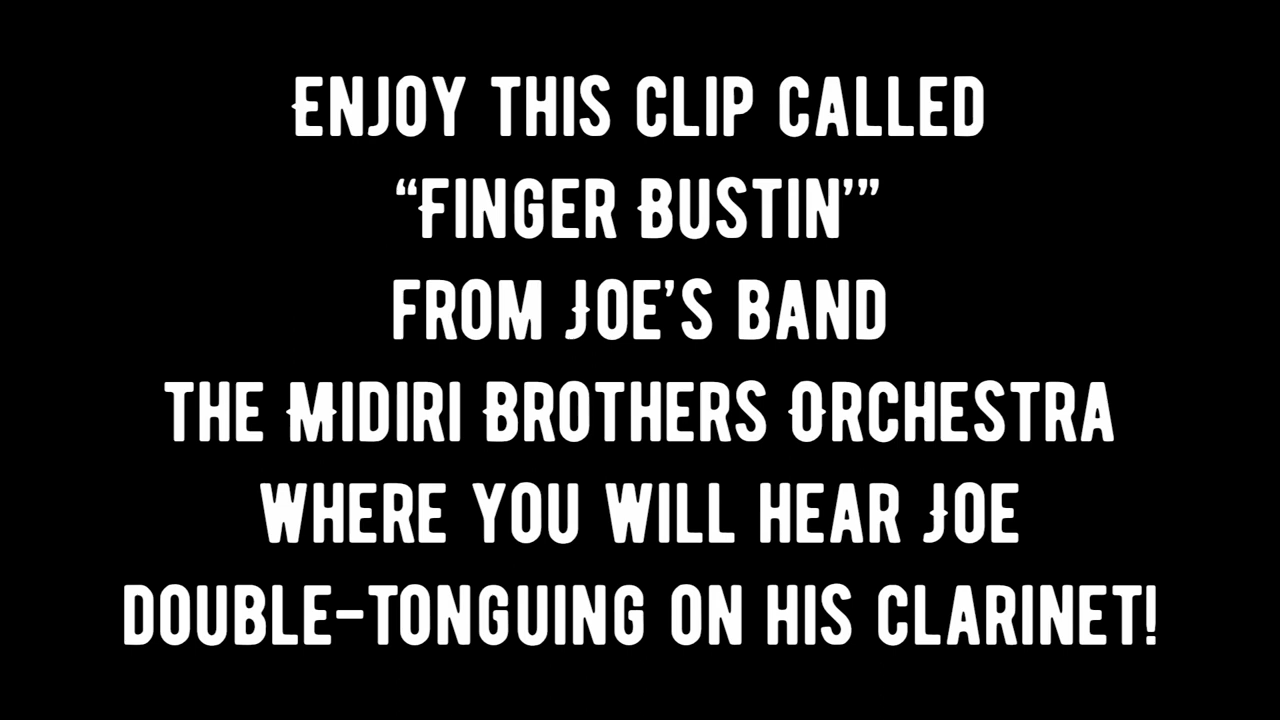 Enjoy this clip called
“Finger Bustin’”
from Joe’s band
the Midiri Brothers Orchestra
where you will hear Joe
double-tonguing on his clarinet!